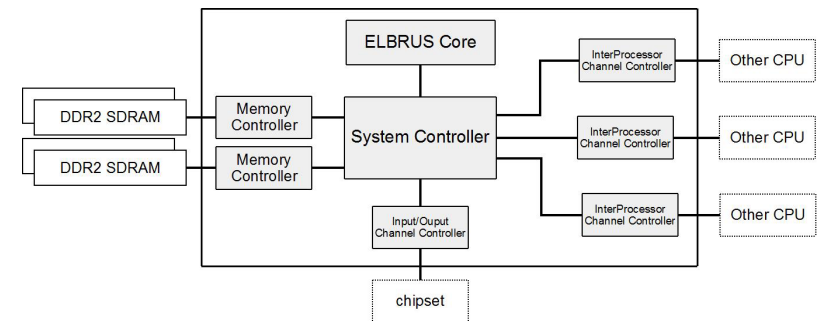 ELBRUS Core
InterProcessor
Channel Controller
Other CPU
DDR2 SDRAM
Memory
Controller
System Controller
InterProcessor
Channel Controller
Other CPU
DDR2 SDRAM
Memory
Controller
InterProcessor
Channel Controller
Other CPU
Input/Ouput
Channel Controller
chipset